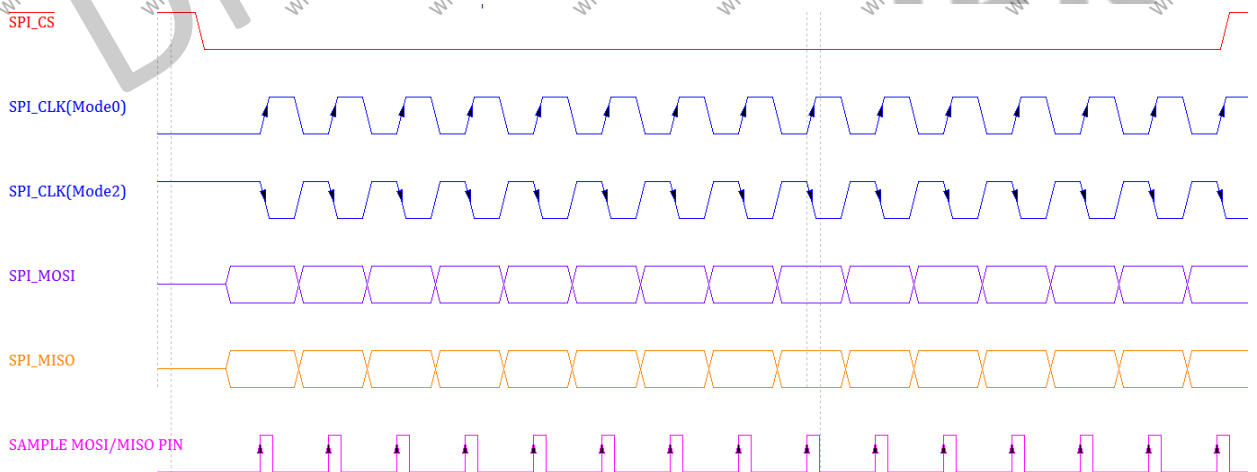 SPI_CS
SPI_CLK(Mode0)
SPI_CLK(Mode2)
SPI_MOSI
SPI_MISO
SAMPLE MOSI/MISO PIN